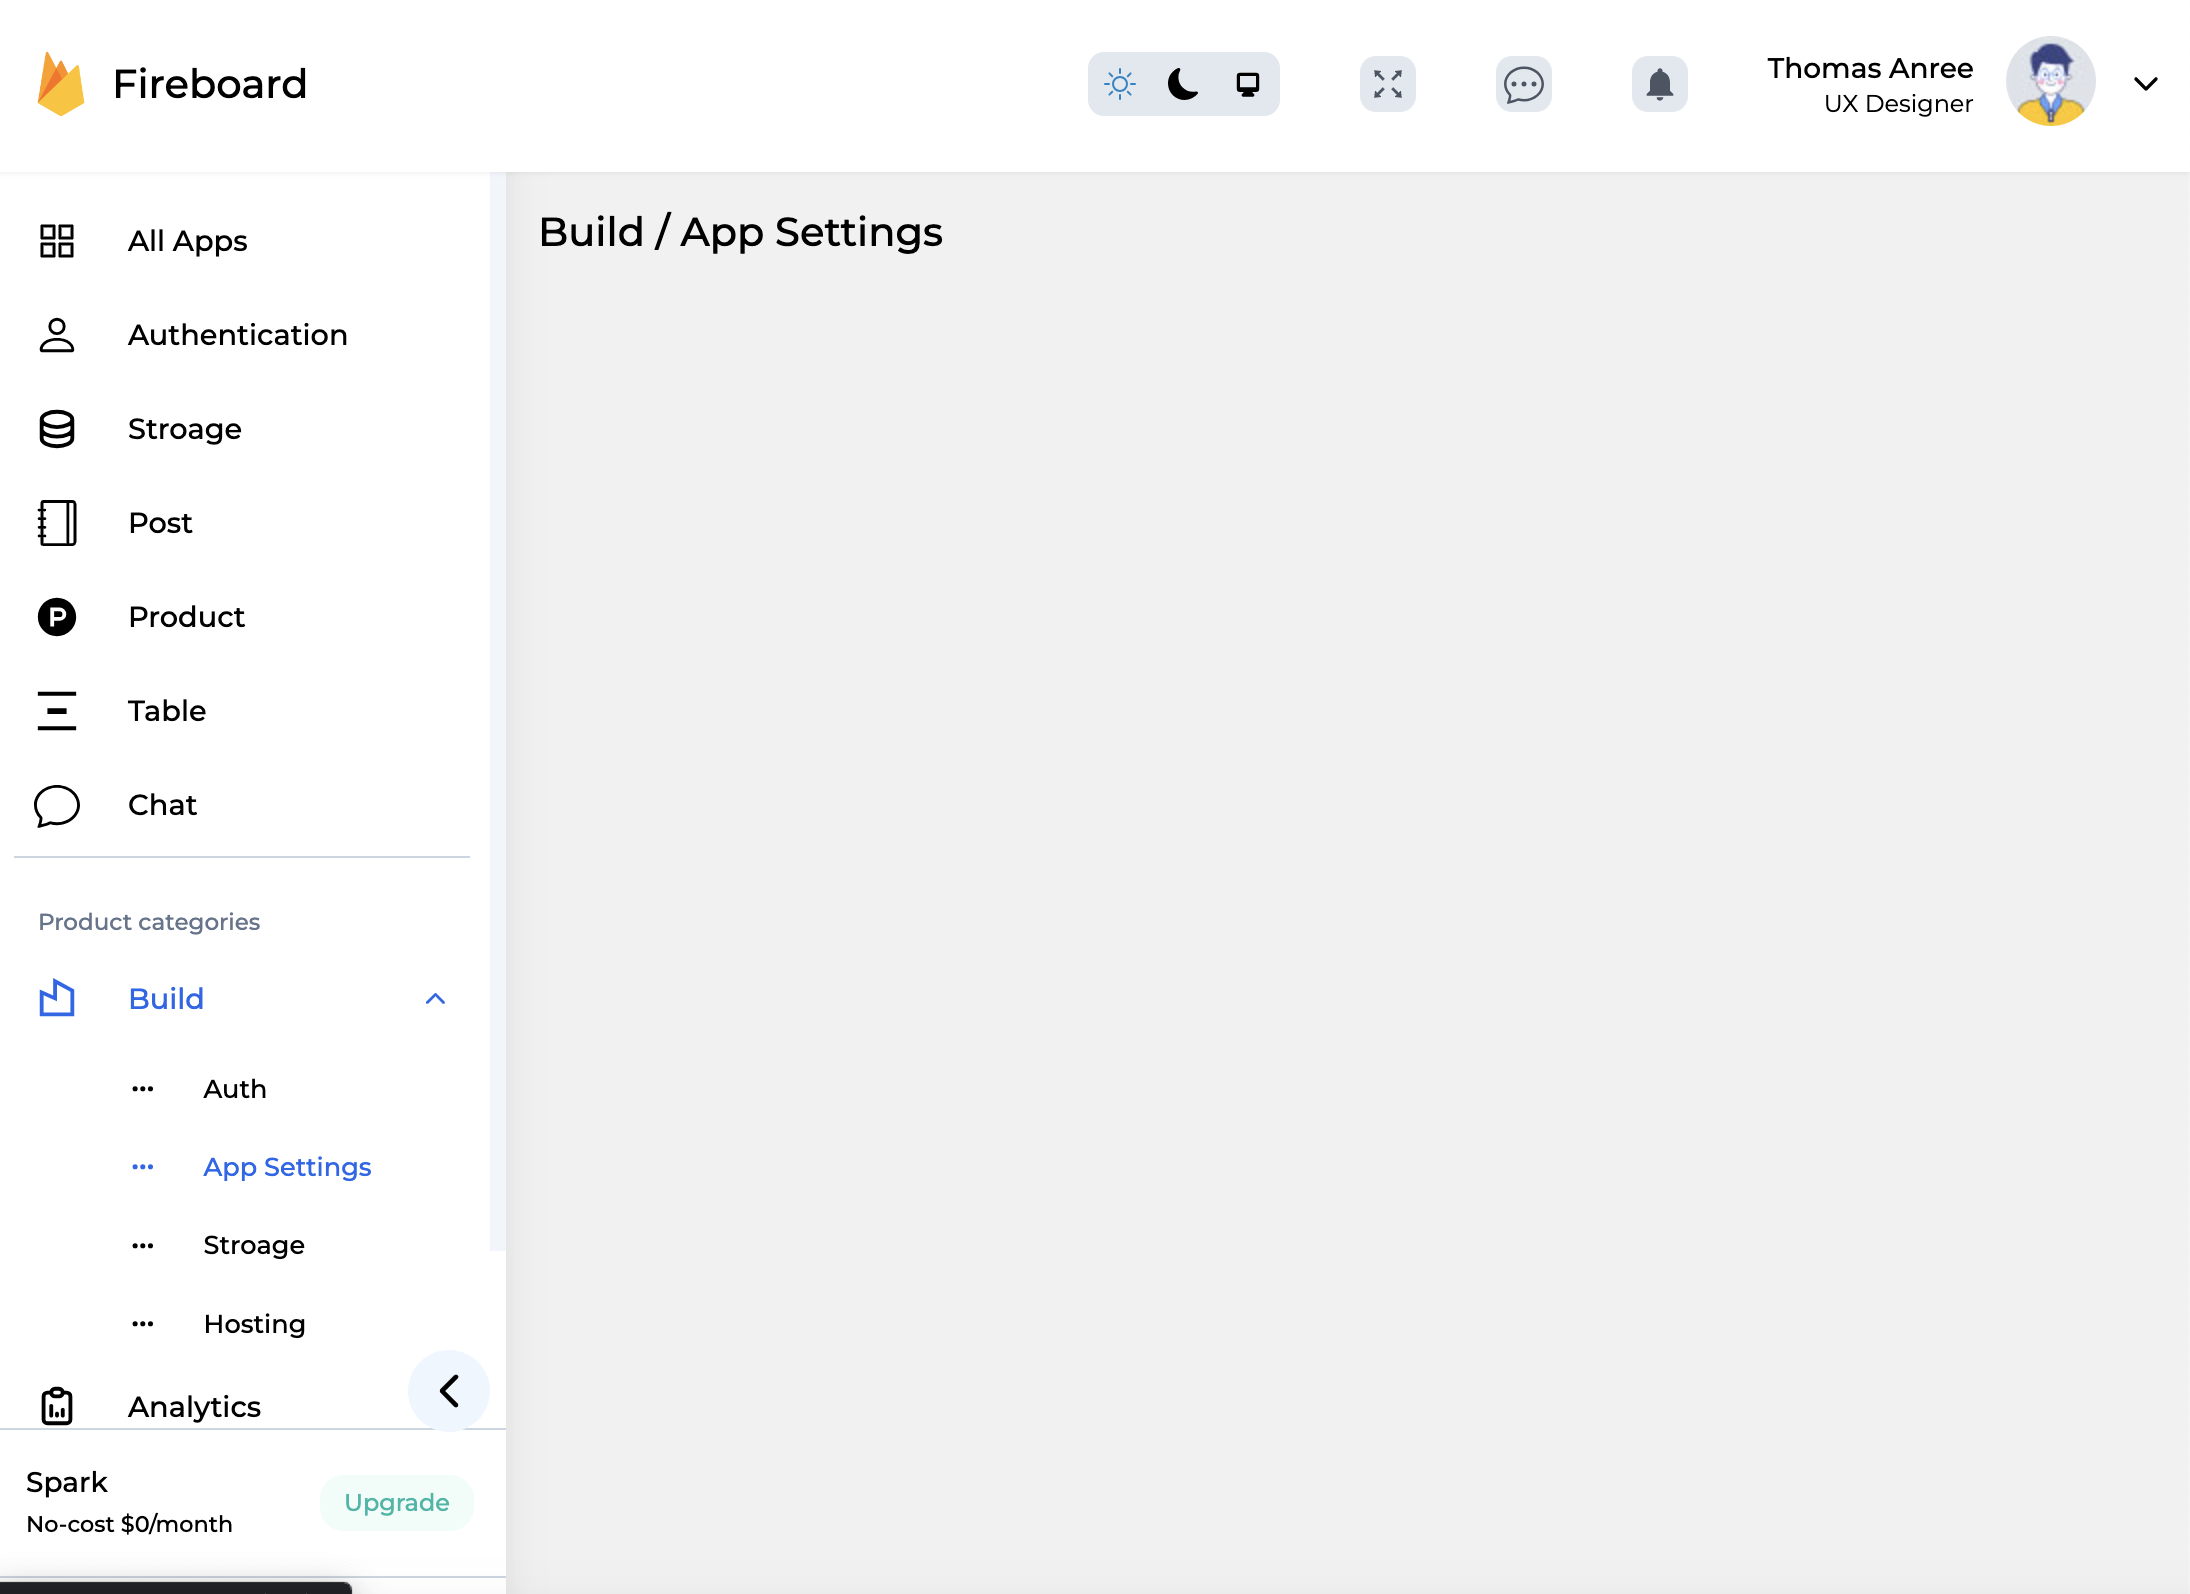 Fireboard
Thomas Anree
UX Designer
All Apps
Authentication
Stroage
Post
Product
Table
Chat
Product categories
Build
Auth
App Settings
Stroage
Hosting
Analytics
Spark
No-cost $0/month
Upgrade
Build / App Settings